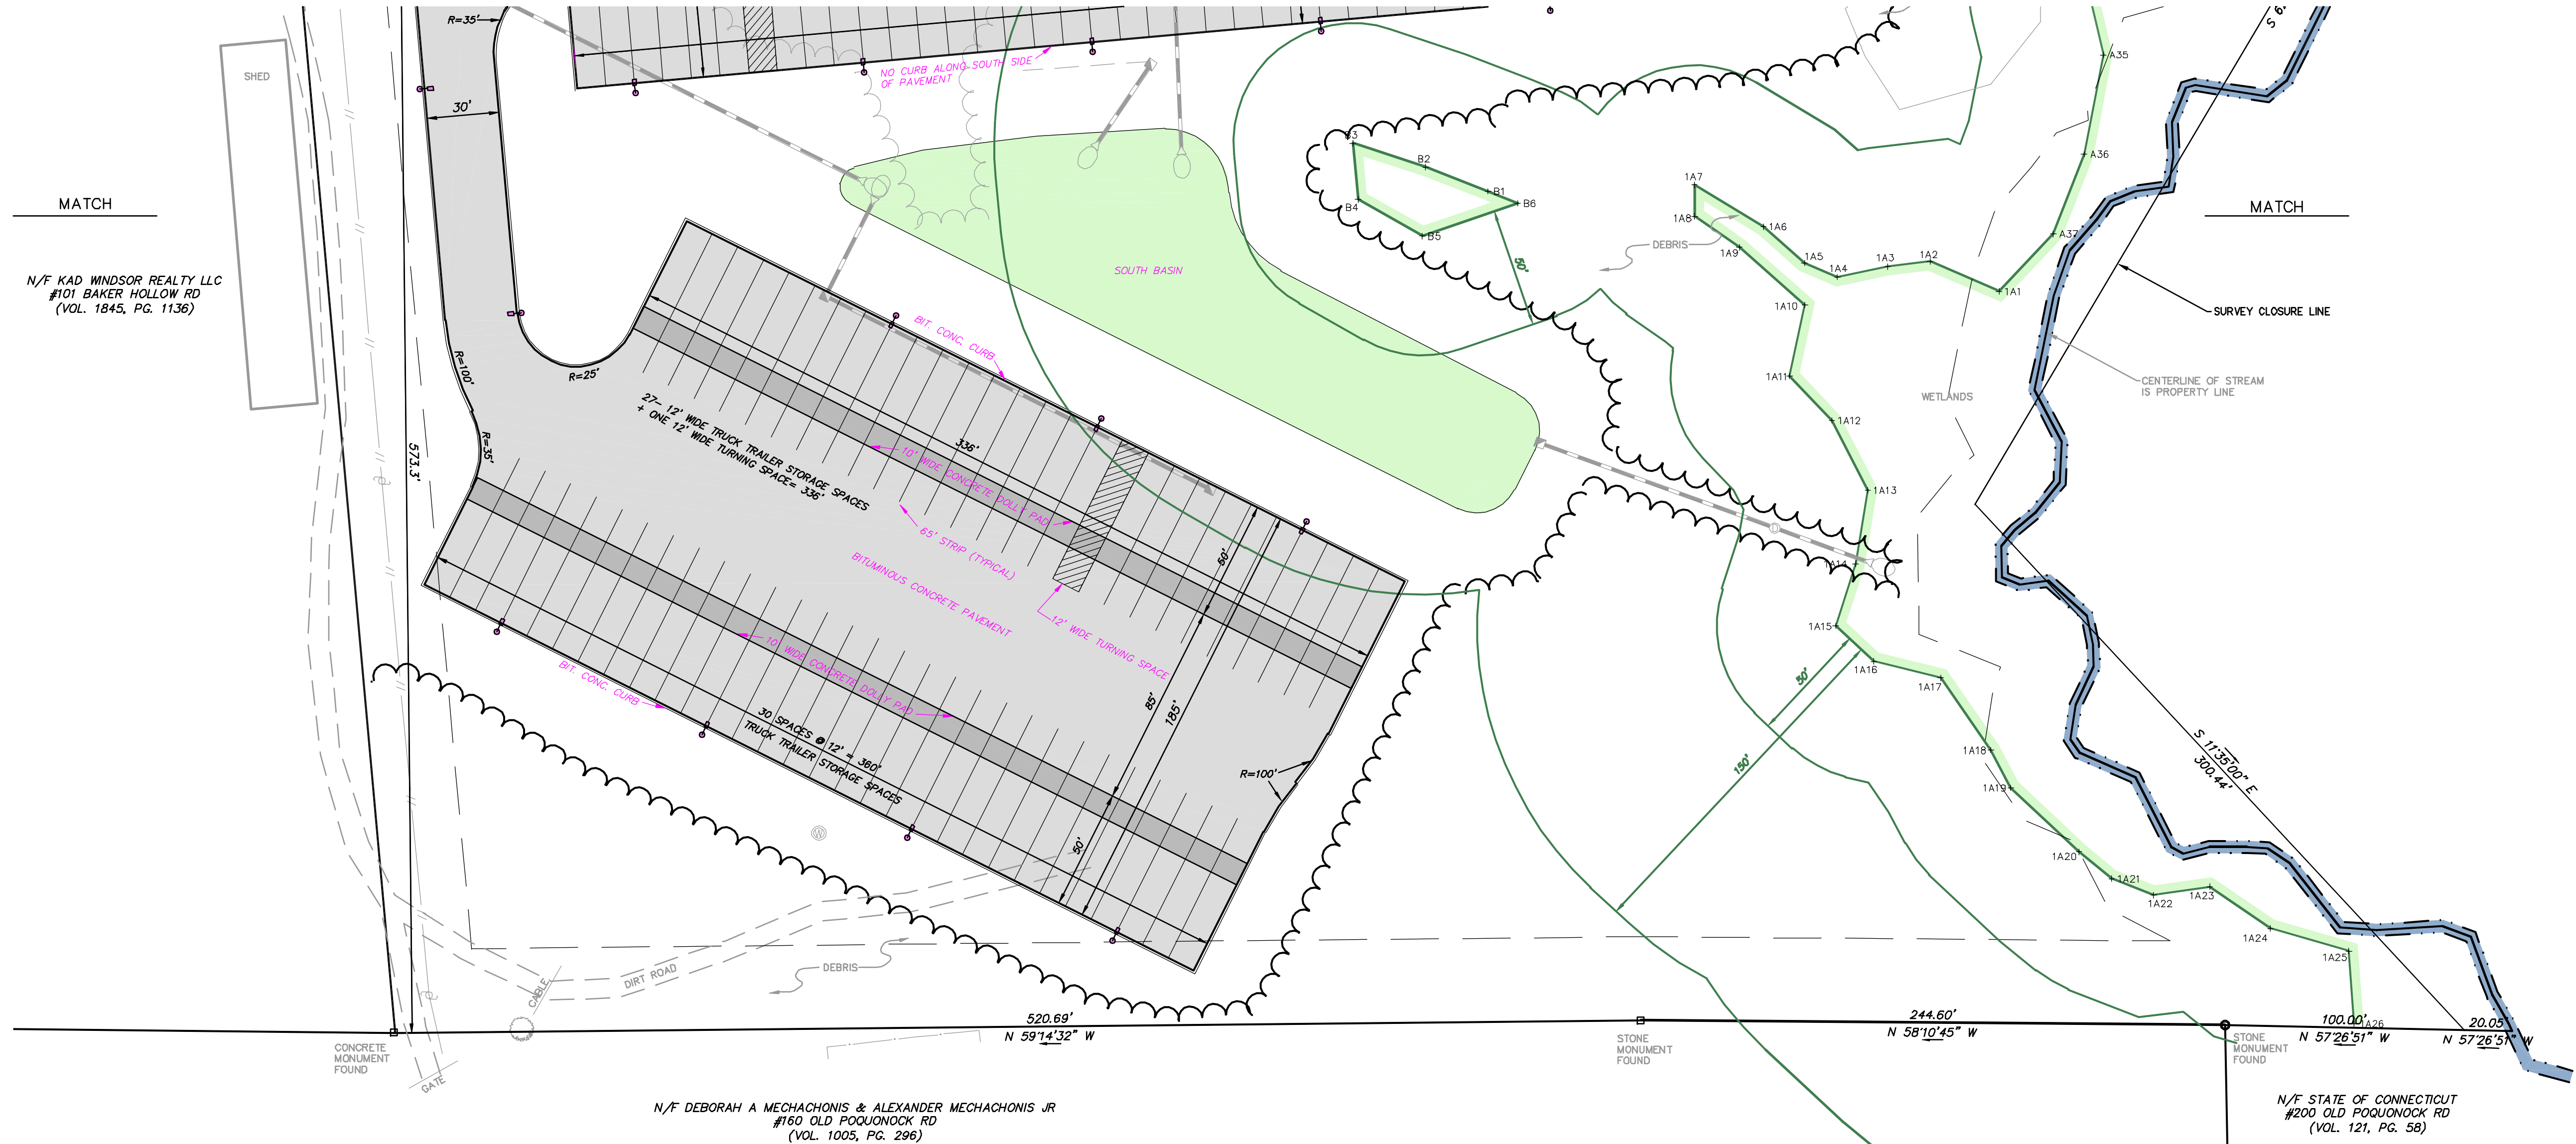 R=35'
SHED
30'
NO CURB ALONG SOUTH SIDE
OF PAVEMENT
MATCH
N/F KAD WINDSOR REALTY LLC
#101 BAKER HOLLOW RD
(VOL. 1845, PG. 1136)
R=100'
R=25'
R=35'
573.3'
SOUTH BASIN
BIT. CONC. CURB
27- 12' WIDE TRUCK TRAILER STORAGE SPACES
+ ONE 12' WIDE TURNING SPACE= 336'
336'
10' WIDE CONCRETE DOLLY PAD
65' STRIP (TYPICAL)
BITUMINOUS CONCRETE PAVEMENT
12' WIDE TURNING SPACE
50'
85'
185'
50'
R=100'
10' WIDE CONCRETE DOLLY PAD
BIT. CONC. CURB
30 SPACES @ 12' = 360'
TRUCK TRAILER STORAGE SPACES
W
DEBRIS
DIRT ROAD
CABLE
GATE
CONCRETE
MONUMENT
FOUND
520.69'
N 59°14'32" W
N/F DEBORAH A MECHACHONIS & ALEXANDER MECHACHONIS JR
#160 OLD POQUONOCK RD
(VOL. 1005, PG. 296)
B3
B2
B1
B6
B4
B5
50'
DEBRIS
1A7
1A8
1A6
1A9
1A5
1A4
1A3
1A2
1A1
1A10
1A11
1A12
1A13
1A14
1A15
1A16
1A17
1A18
1A19
1A20
1A21
1A22
1A23
1A24
1A25
1A26
A35
A36
A37
D
WETLANDS
MATCH
SURVEY CLOSURE LINE
CENTERLINE OF STREAM
IS PROPERTY LINE
50'
150'
S 11°35'00" E
300.44'
STONE
MONUMENT
FOUND
244.60'
N 58°10'45" W
STONE
MONUMENT
FOUND
100.00'
N 57°26'51" W
20.05'
N 57°26'51" W
N/F STATE OF CONNECTICUT
#200 OLD POQUONOCK RD
(VOL. 121, PG. 58)